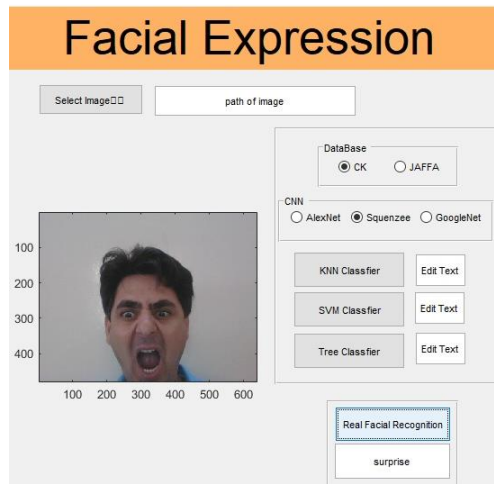 Facial Expression
Select Image▯▯
path of image
DataBase
CK
JAFFA
CNN
AlexNet
Squenzee
GoogleNet
KNN Classfier
Edit Text
SVM Classfier
Edit Text
Tree Classfier
Edit Text
100
200
300
400
100 200 300 400 500 600
Real Facial Recognition
surprise